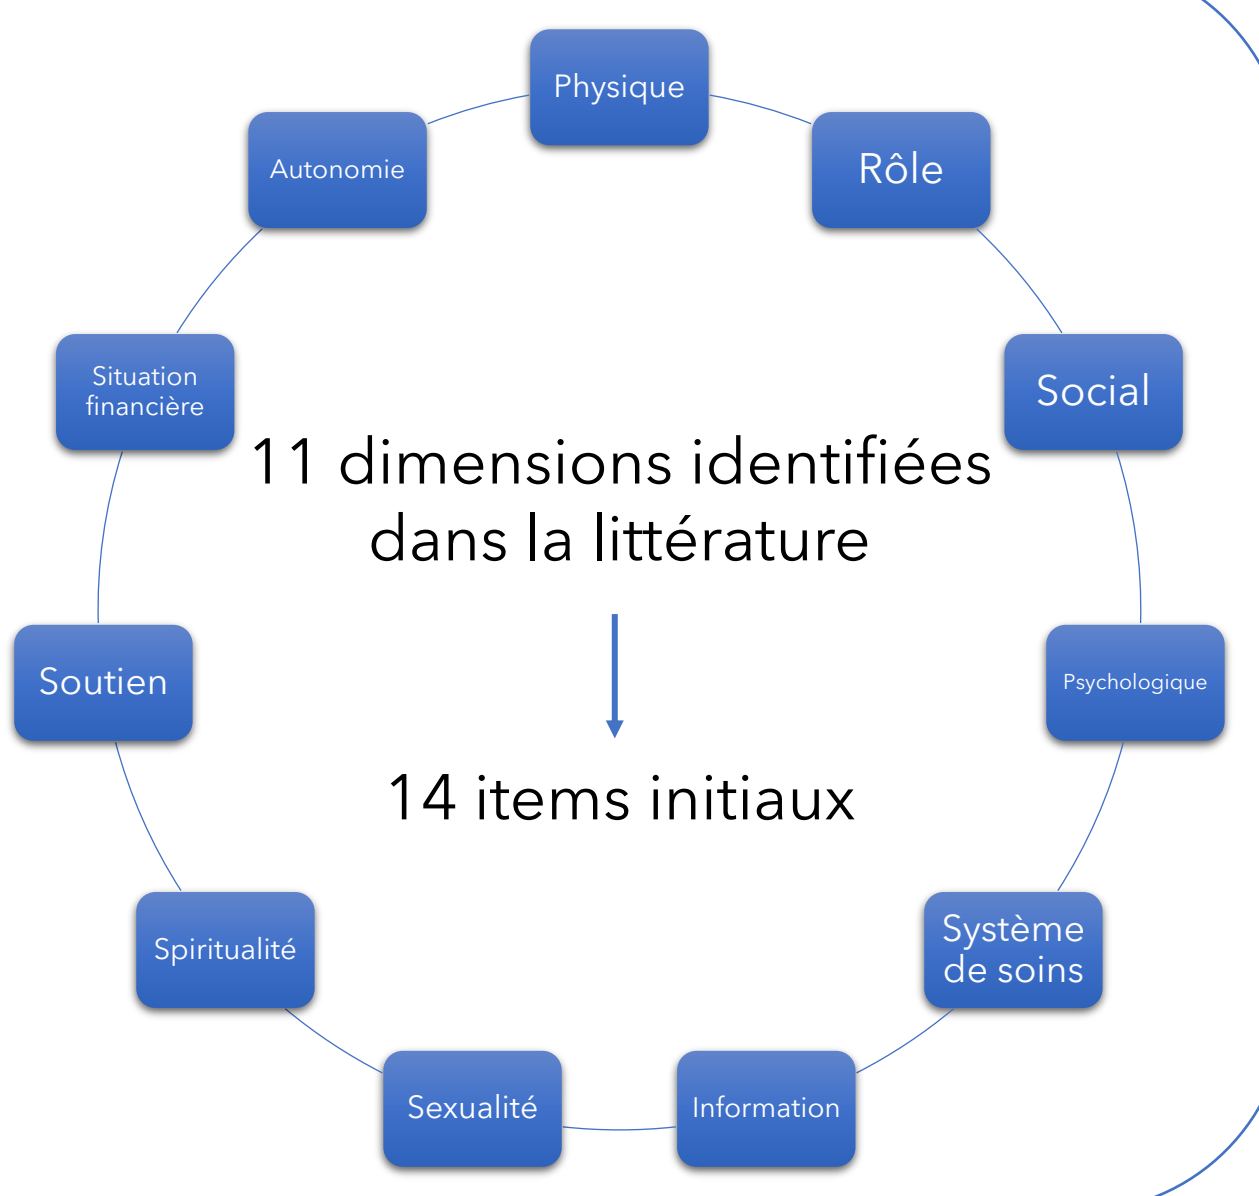 Physique
Autonomie
Rôle
Situation
financière
Social
11 dimensions identifiées
dans la littérature
Soutien
Psychologique
14 items initiaux
Spiritualité
Système
de soins
Sexualité
Information